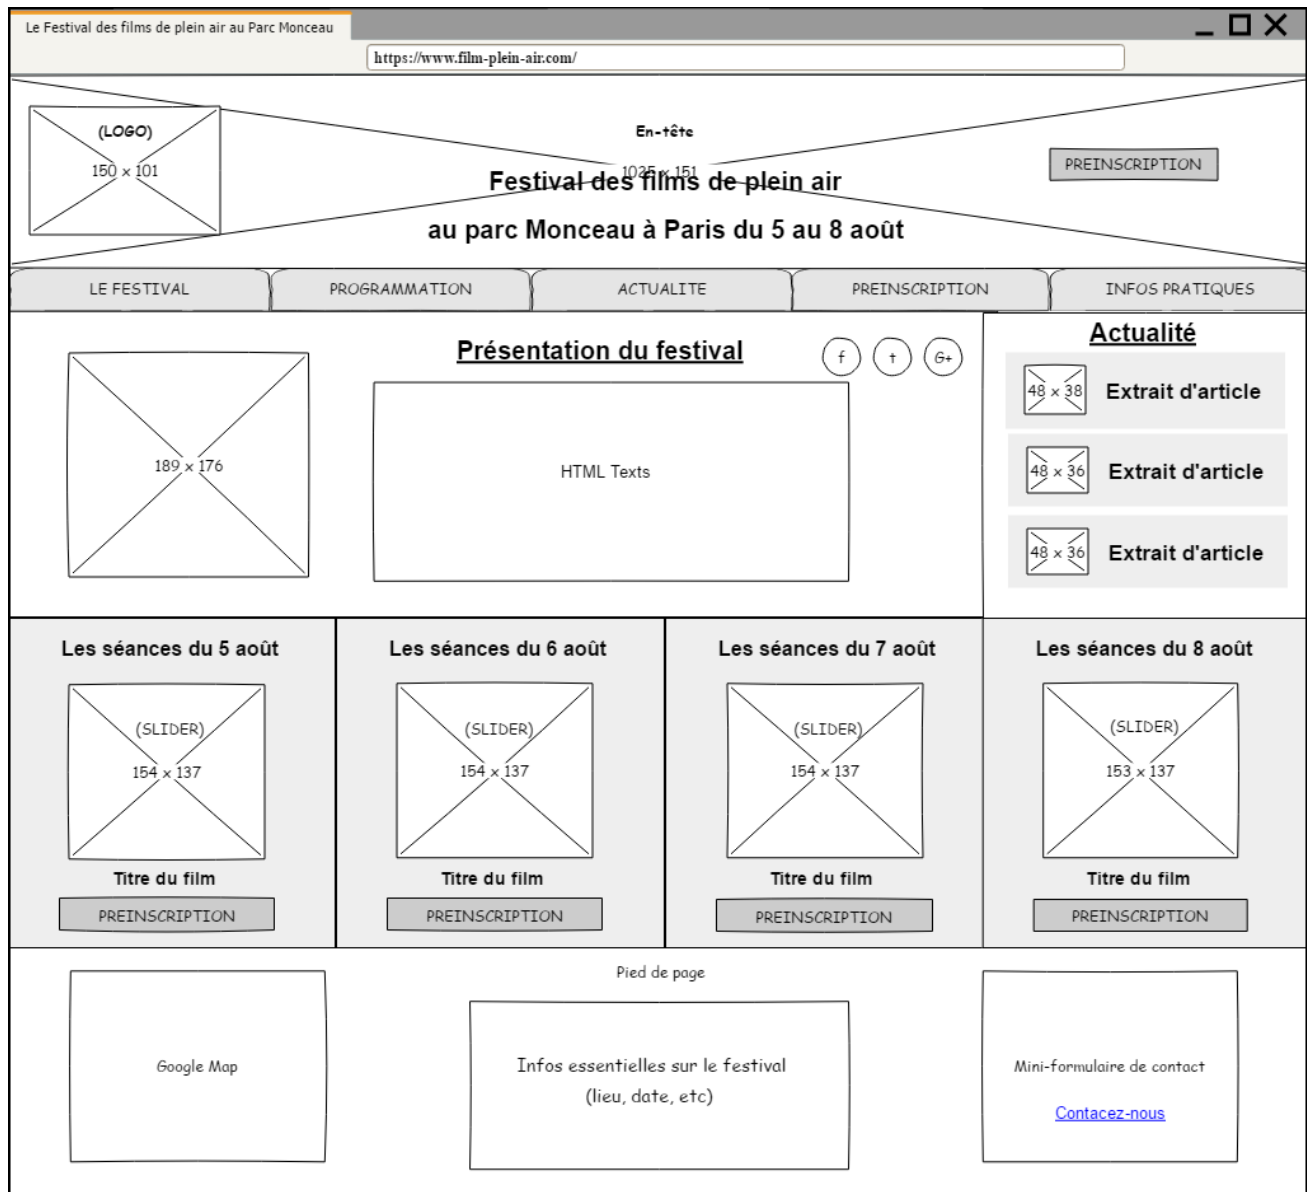 Le Festival des films de plein air au Parc Monceau
https://www.film-plein-air.com/
(LOGO)
150 x 101
En-tête
1025 x 151
Festival des films de plein air
au parc Monceau à Paris du 5 au 8 août
PREINSCRIPTION
LE FESTIVAL
PROGRAMMATION
ACTUALITE
PREINSCRIPTION
INFOS PRATIQUES
189 x 176
Présentation du festival
f
t
G+
HTML Texts
Actualité
48 x 38
Extrait d'article
48 x 36
Extrait d'article
48 x 36
Extrait d'article
Les séances du 5 août
(SLIDER)
154 x 137
Titre du film
PREINSCRIPTION
Les séances du 6 août
(SLIDER)
154 x 137
Titre du film
PREINSCRIPTION
Les séances du 7 août
(SLIDER)
154 x 137
Titre du film
PREINSCRIPTION
Les séances du 8 août
(SLIDER)
153 x 137
Titre du film
PREINSCRIPTION
Google Map
Pied de page
Infos essentielles sur le festival
(lieu, date, etc)
Mini-formulaire de contact
Contacez-nous